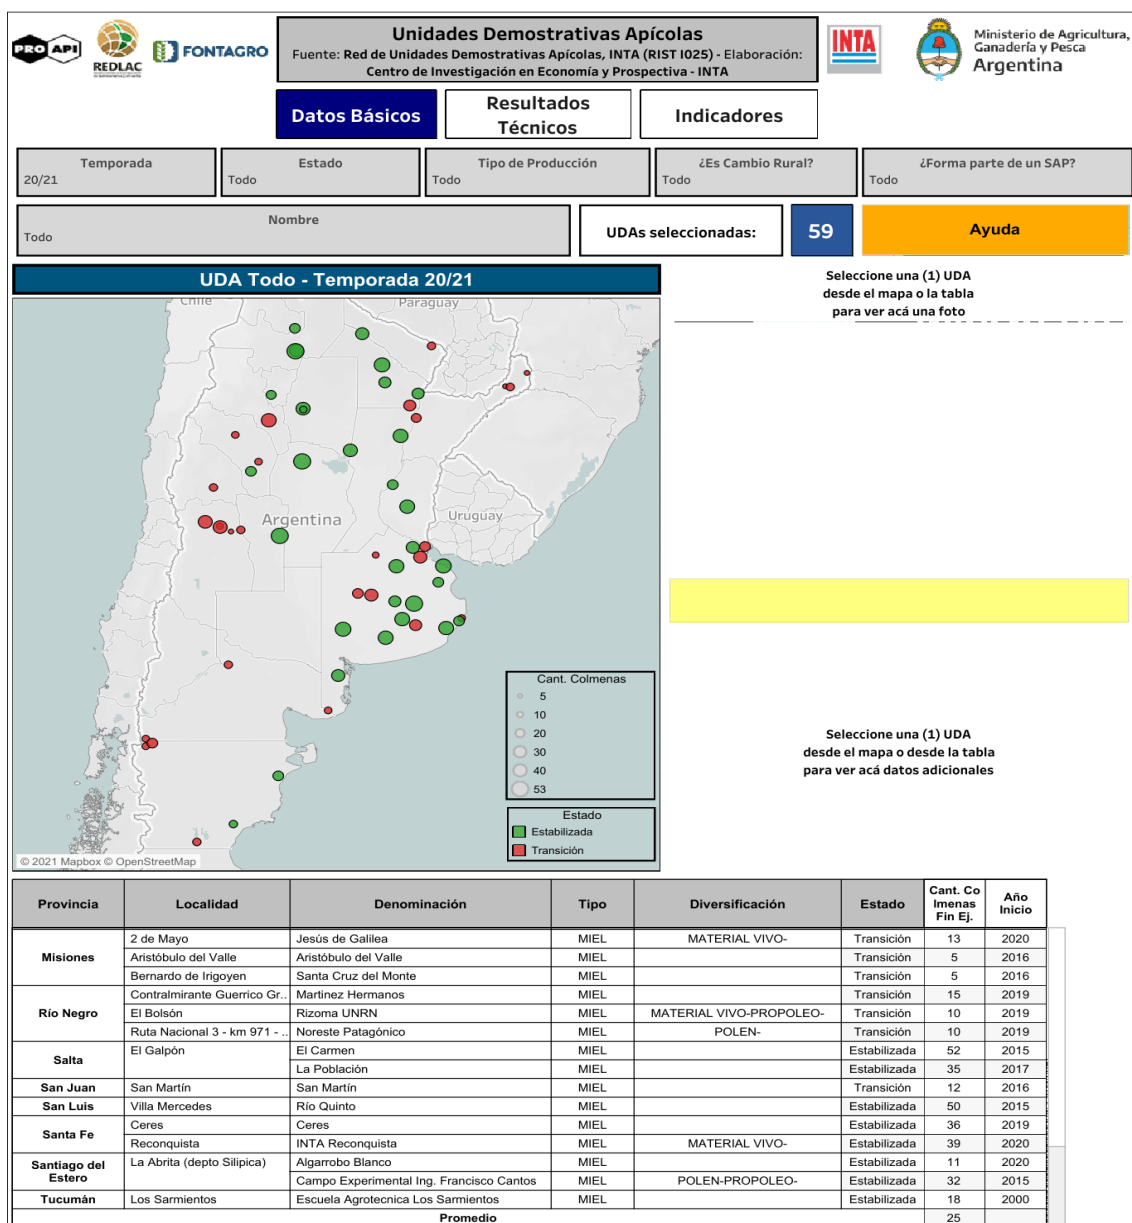 PRO API
REDLAC
FONTAGRO
Unidades Demostrativas Apícolas
Fuente: Red de Unidades Demostrativas Apícolas, INTA (RIST I025) - Elaboración:
Centro de Investigación en Economía y Prospectiva - INTA
INTA
Ministerio de Agricultura,
Ganadería y Pesca
Argentina
Datos Básicos
Resultados
Técnicos
Indicadores
Temporada
20/21
Estado
Todo
Tipo de Producción
Todo
¿Es Cambio Rural?
Todo
¿Forma parte de un SAP?
Todo
Nombre
Todo
UDAs seleccionadas:
59
Ayuda
UDA Todo - Temporada 20/21
Seleccione una (1) UDA
desde el mapa o la tabla
para ver acá una foto
Chile
Paraguay
Argentina
Uruguay
Cant. Colmenas
5
10
20
30
40
53
Estado
Estabilizada
Transición
© 2021 Mapbox © OpenStreetMap
Seleccione una (1) UDA
desde el mapa o desde la tabla
para ver acá datos adicionales
Provincia Localidad Denominación Tipo Diversificación Estado Cant. Co
lmenas
Fin Ej. Año
Inicio
Misiones 2 de Mayo Jesús de Galilea MIEL MATERIAL VIVO- Transición 13 2020
Aristóbulo del Valle Aristóbulo del Valle MIEL Transición 5 2016
Bernardo de Irigoyen Santa Cruz del Monte MIEL Transición 5 2016
Río Negro Contralmirante Guerrico Gr.. Martinez Hermanos MIEL Transición 15 2019
El Bolsón Rizoma UNRN MIEL MATERIAL VIVO-PROPOLEO- Transición 10 2019
Ruta Nacional 3 - km 971 - .. Noreste Patagónico MIEL POLEN- Transición 10 2019
Salta El Galpón El Carmen MIEL Estabilizada 52 2015
La Población MIEL Estabilizada 35 2017
San Juan San Martín San Martín MIEL Transición 12 2016
San Luis Villa Mercedes Río Quinto MIEL Estabilizada 50 2015
Santa Fe Ceres Ceres MIEL Estabilizada 36 2019
Reconquista INTA Reconquista MIEL MATERIAL VIVO- Estabilizada 39 2020
Santiago del
Estero La Abrita (depto Silipica) Algarrobo Blanco MIEL Estabilizada 11 2020
Campo Experimental Ing. Francisco Cantos MIEL POLEN-PROPOLEO- Estabilizada 32 2015
Tucumán Los Sarmientos Escuela Agrotecnica Los Sarmientos MIEL Estabilizada 18 2000
Promedio 25